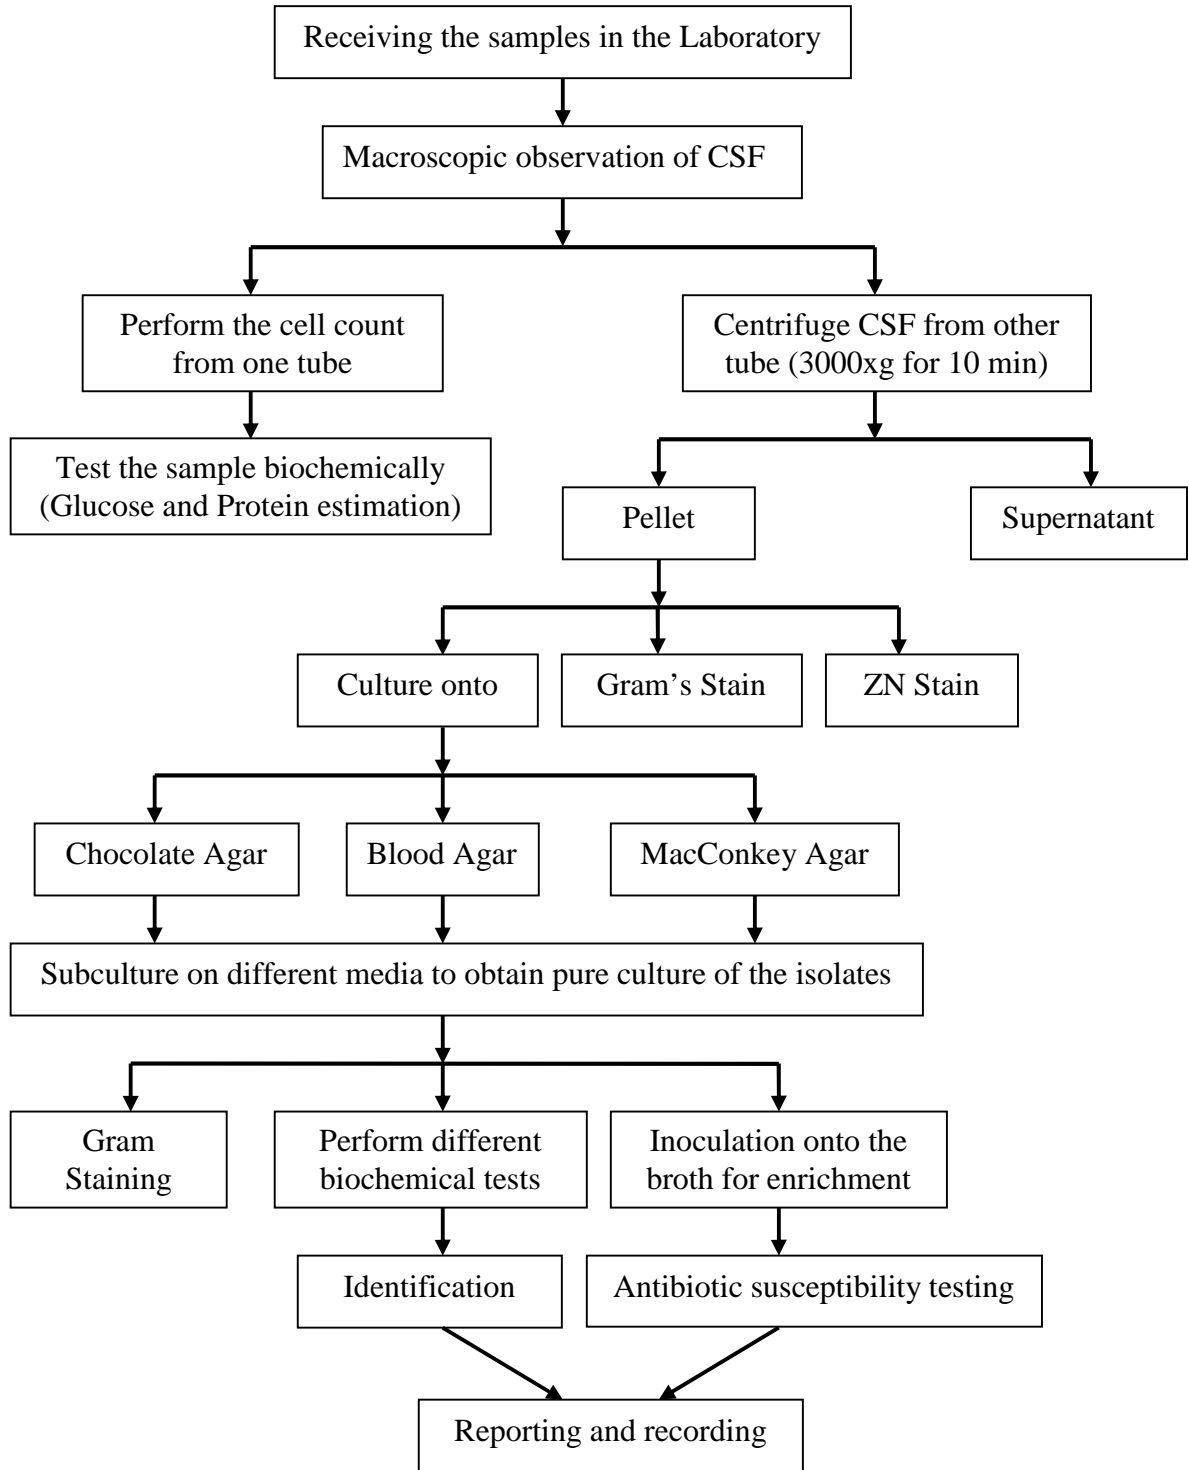 Receiving the samples in the Laboratory
Macroscopic observation of CSF
Perform the cell count
from one tube
Centrifuge CSF from other
tube (3000xg for 10 min)
Test the sample biochemically
(Glucose and Protein estimation)
Pellet
Supernatant
Culture onto
Gram’s Stain
ZN Stain
Chocolate Agar
Blood Agar
MacConkey Agar
Subculture on different media to obtain pure culture of the isolates
Gram
Staining
Perform different
biochemical tests
Inoculation onto the
broth for enrichment
Identification
Antibiotic susceptibility testing
Reporting and recording